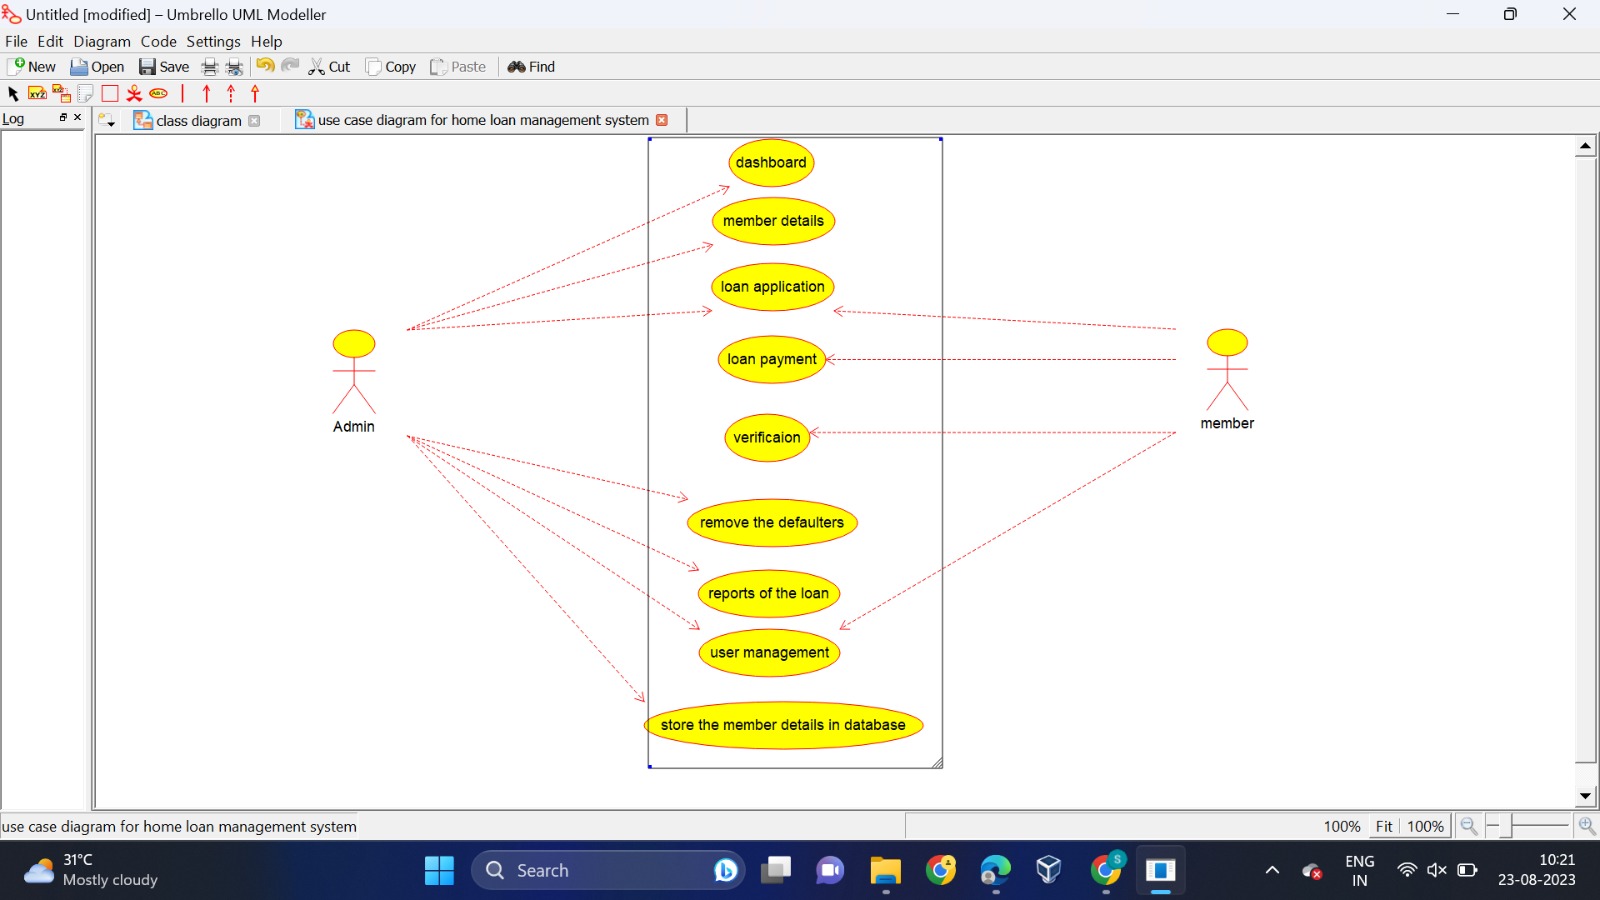 Untitled [modified] – Umbrello UML Modeller
File Edit Diagram Code Settings Help
New Open Save Cut Copy Paste Find
XYZ XYZ ABC
Log class diagram use case diagram for home loan management system
dashboard
member details
loan application
loan payment
verificaion
remove the defaulters
reports of the loan
user management
store the member details in database
Admin
member
use case diagram for home loan management system 100% Fit 100%
31°C
Mostly cloudy
Search
S
ENG
IN
10:21
23-08-2023